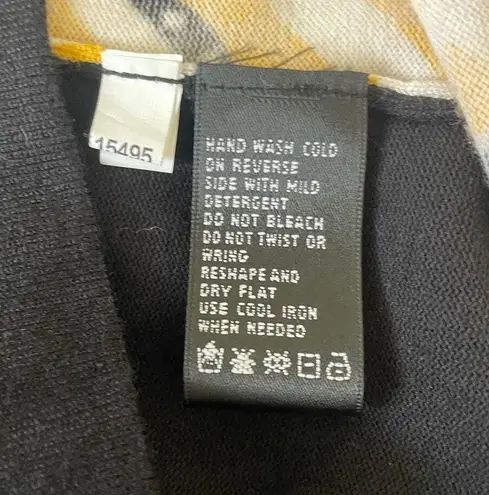 15495
HAND WASH COLD
ON REVERSE
SIDE WITH MILD
DETERGENT
DO NOT BLEACH
DO NOT TWIST OR
WRING
RESHAPE AND
DRY FLAT
USE COOL IRON
WHEN NEEDED